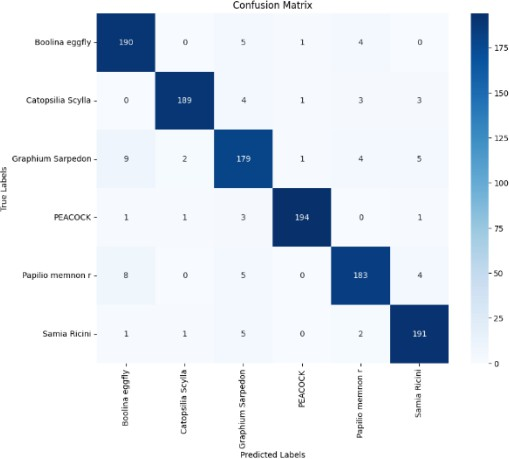 Confusion Matrix
True Labels
Boolina eggfly 190 0 5 1 4 0
Catopsilia Scylla 0 189 4 1 3 3
Graphium Sarpedon 9 2 179 1 4 5
PEACOCK 1 1 3 194 0 1
Papilio memnon r 8 0 5 0 183 4
Samia Ricini 1 1 5 0 2 191
Boolina eggfly
Catopsilia Scylla
Graphium Sarpedon
PEACOCK
Papilio memnon r
Samia Ricini
Predicted Labels
175
150
125
100
75
50
25
0